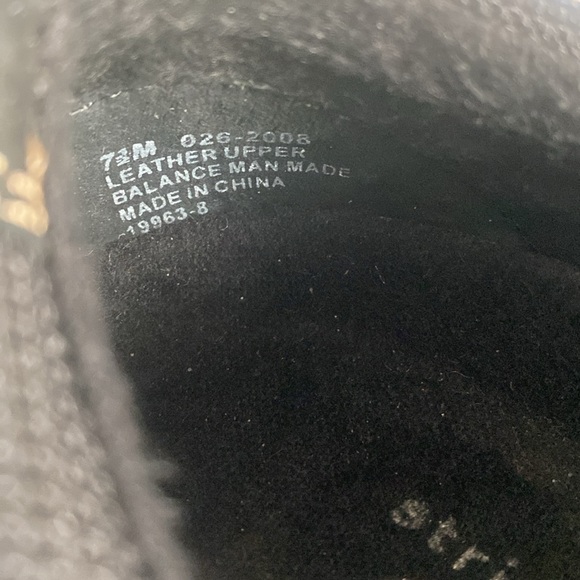 7½M 026-2008
LEATHER UPPER
BALANCE MAN MADE
MADE IN CHINA
-19963-8